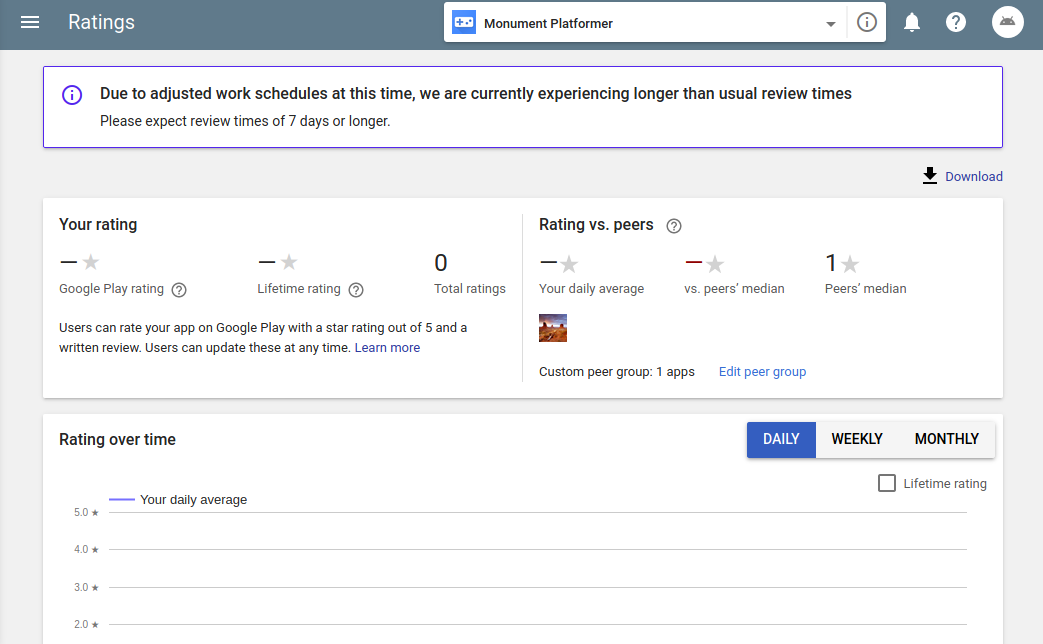 Ratings
Monument Platformer
Due to adjusted work schedules at this time, we are currently experiencing longer than usual review times
Please expect review times of 7 days or longer.
Download
Your rating
– ★
– ★
0
Google Play rating
Lifetime rating
Total ratings
Users can rate your app on Google Play with a star rating out of 5 and a
written review. Users can update these at any time. Learn more
Rating vs. peers
– ★
– ★
1 ★
Your daily average
vs. peers’ median
Peers’ median
Custom peer group: 1 apps Edit peer group
Rating over time
DAILY WEEKLY MONTHLY
Lifetime rating
Your daily average
5.0 ★
4.0 ★
3.0 ★
2.0 ★